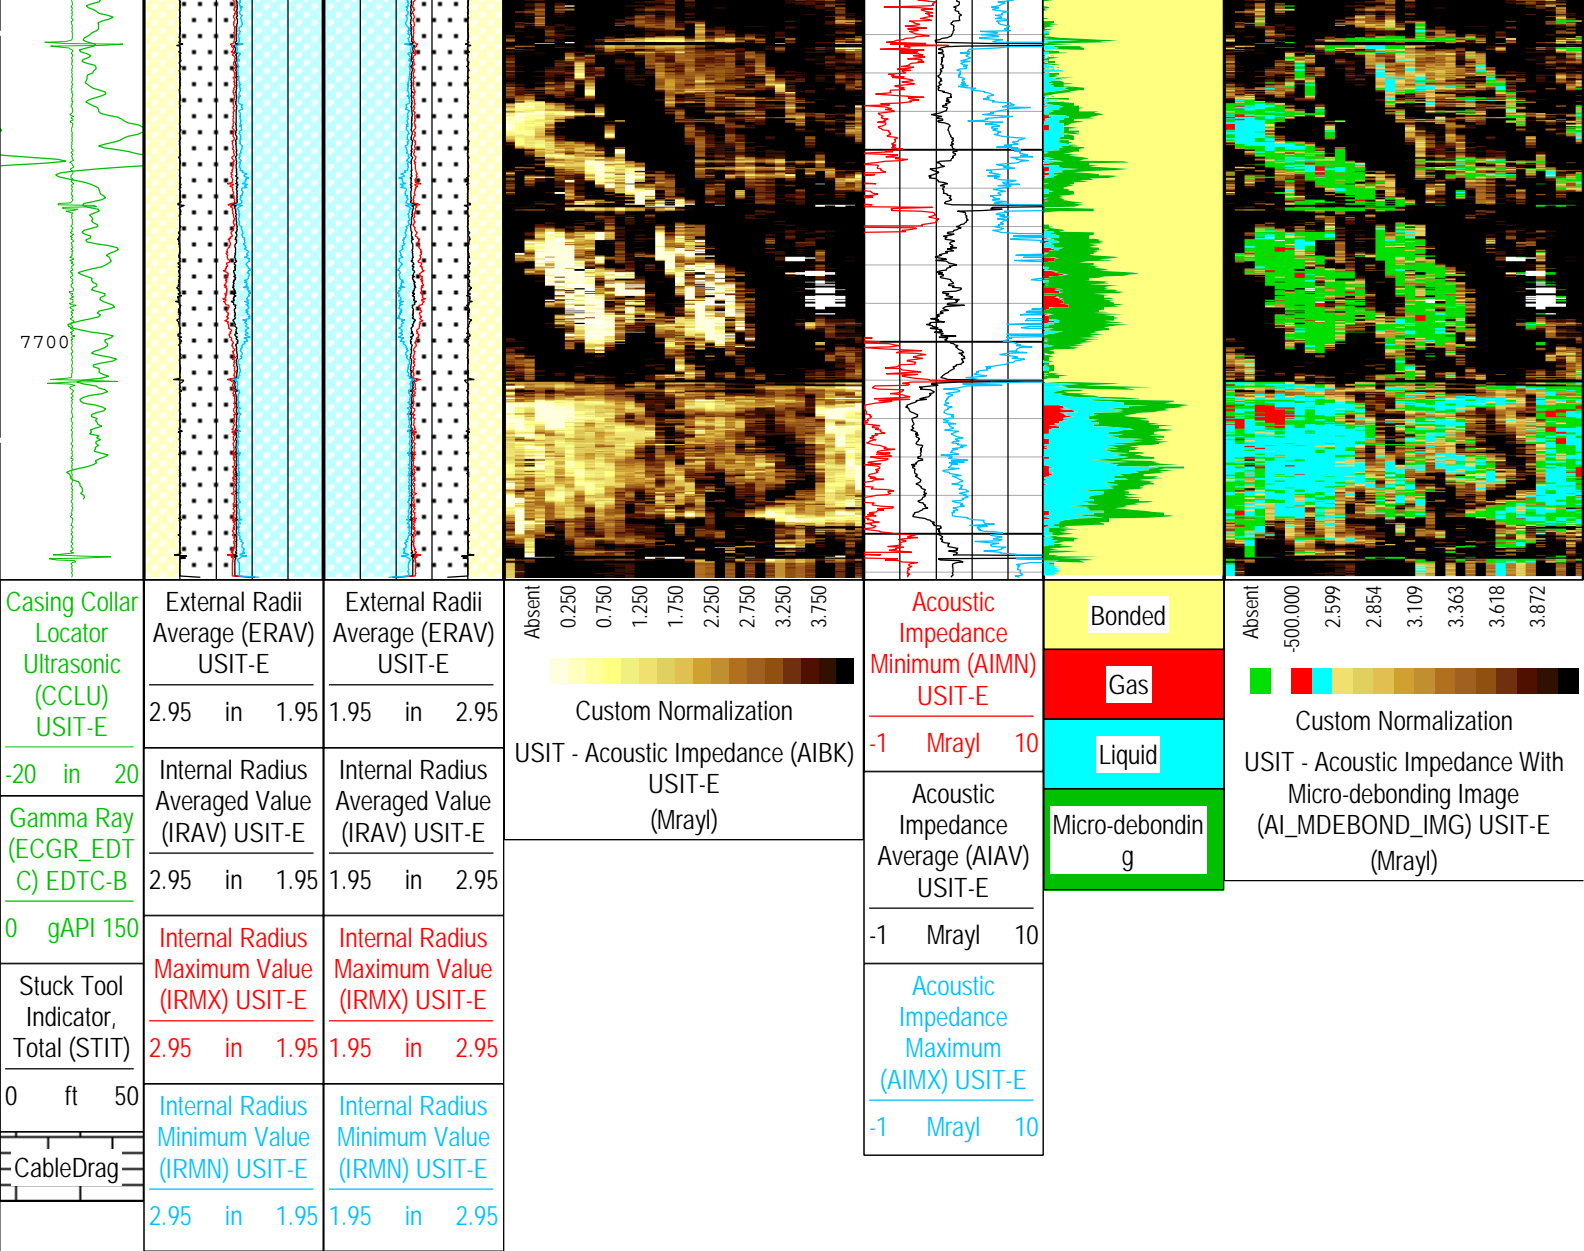 7700
Casing Collar
Locator
Ultrasonic
(CCLU)
USIT-E
-20 in 20
Gamma Ray
(ECGR_EDT
C) EDTC-B
0 gAPI 150
Stuck Tool
Indicator,
Total (STIT)
0 ft 50
CableDrag
External Radii
Average (ERAV)
USIT-E
2.95 in 1.95
Internal Radius
Averaged Value
(IRAV) USIT-E
2.95 in 1.95
Internal Radius
Maximum Value
(IRMX) USIT-E
2.95 in 1.95
Internal Radius
Minimum Value
(IRMN) USIT-E
2.95 in 1.95
External Radii
Average (ERAV)
USIT-E
1.95 in 2.95
Internal Radius
Averaged Value
(IRAV) USIT-E
1.95 in 2.95
Internal Radius
Maximum Value
(IRMX) USIT-E
1.95 in 2.95
Internal Radius
Minimum Value
(IRMN) USIT-E
1.95 in 2.95
Absent
0.250
0.750
1.250
1.750
2.250
2.750
3.250
3.750
Custom Normalization
USIT - Acoustic Impedance (AIBK)
USIT-E
(Mrayl)
Acoustic
Impedance
Minimum (AIMN)
USIT-E
-1 Mrayl 10
Acoustic
Impedance
Average (AIAV)
USIT-E
-1 Mrayl 10
Acoustic
Impedance
Maximum
(AIMX) USIT-E
-1 Mrayl 10
Bonded
Gas
Liquid
Micro-debondin
g
Absent
-500.000
2.599
2.854
3.109
3.363
3.618
3.872
Custom Normalization
USIT - Acoustic Impedance With
Micro-debonding Image
(AI_MDEBOND_IMG) USIT-E
(Mrayl)